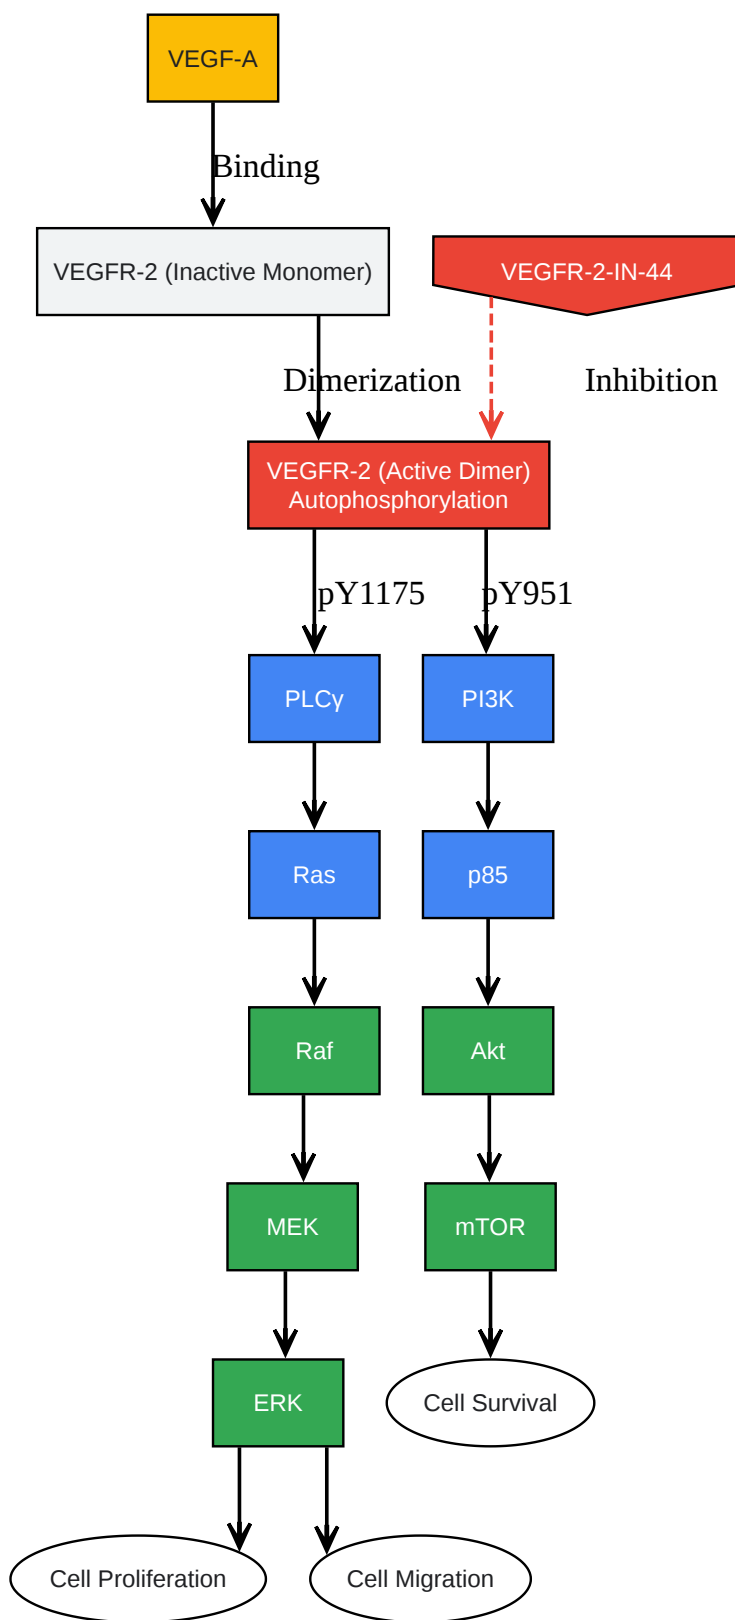 VEGF-A
Binding
VEGFR-2 (Inactive Monomer)
VEGFR-2-IN-44
Dimerization
Inhibition
VEGFR-2 (Active Dimer)
Autophosphorylation
pY1175
pY951
PLCγ
PI3K
Ras
p85
Raf
Akt
MEK
mTOR
ERK
Cell Survival
Cell Proliferation
Cell Migration